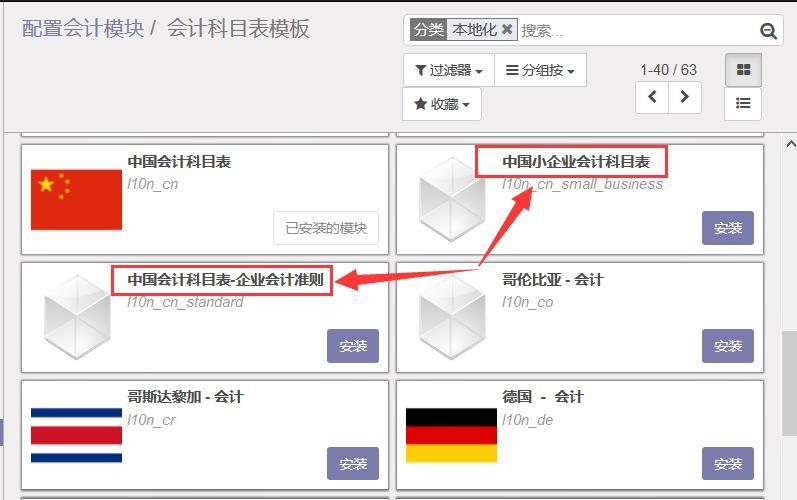 配置会计模块 / 会计科目表模板
分类 本地化 搜索...
过滤器 分组按
收藏
1-40 / 63
中国会计科目表
l10n_cn
已安装的模块
中国小企业会计科目表
l10n_cn_small_business
安装
中国会计科目表-企业会计准则
l10n_cn_standard
安装
哥伦比亚 - 会计
l10n_co
安装
哥斯达黎加 - 会计
l10n_cr
安装
德国 - 会计
l10n_de
安装